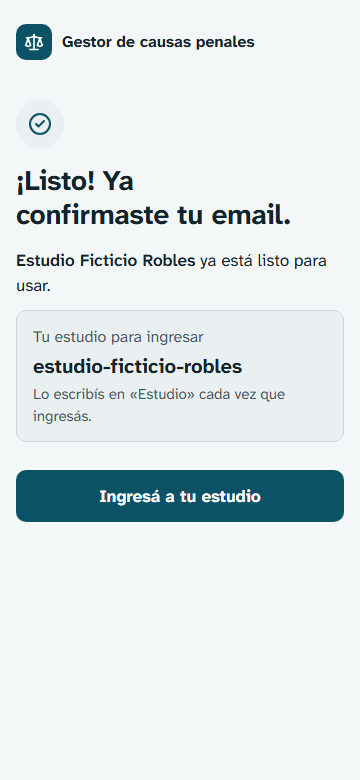 Gestor de causas penales
¡Listo! Ya
confirmaste tu email.
Estudio Ficticio Robles ya está listo para
usar.
Tu estudio para ingresar
estudio-ficticio-robles
Lo escribís en «Estudio» cada vez que
ingresás.
Ingresá a tu estudio